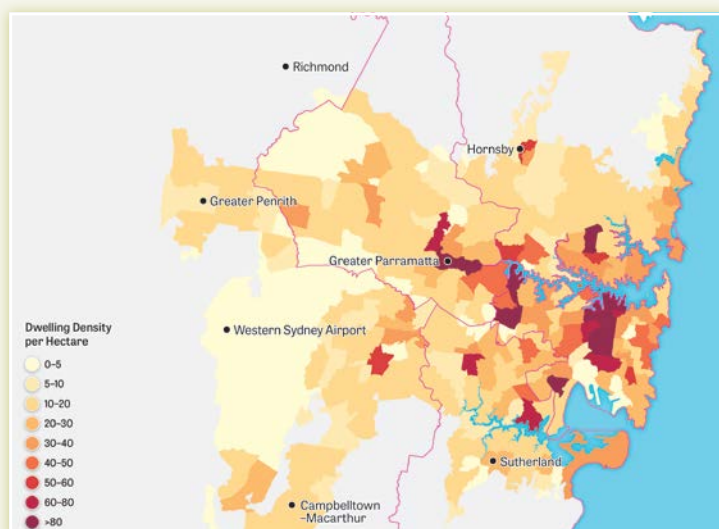 Richmond
Hornsby
Greater Penrith
Greater Parramatta
Western Sydney Airport
Dwelling Density
per Hectare
0–5
5–10
10–20
20–30
30–40
40–50
50–60
60–80
>80
Sutherland
Campbelltown
–Macarthur